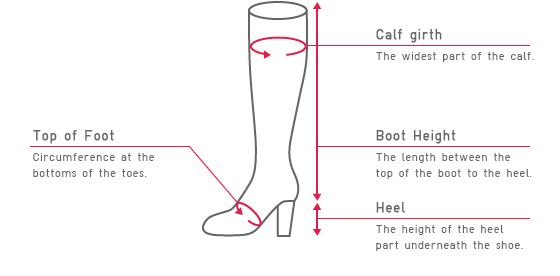 Calf girth
The widest part of the calf.
Top of Foot
Circumference at the
bottoms of the toes.
Boot Height
The length between the
top of the boot to the heel.
Heel
The height of the heel
part underneath the shoe.